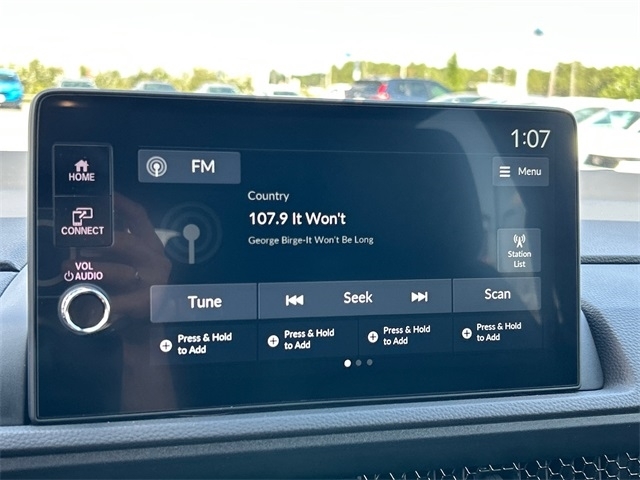 1:07
HOME
CONNECT
VOL
AUDIO
FM
Menu
Country
107.9 It Won't
George Birge-It Won't Be Long
Station
List
Tune
Seek
Scan
Press & Hold
to Add
Press & Hold
to Add
Press & Hold
to Add
Press & Hold
to Add